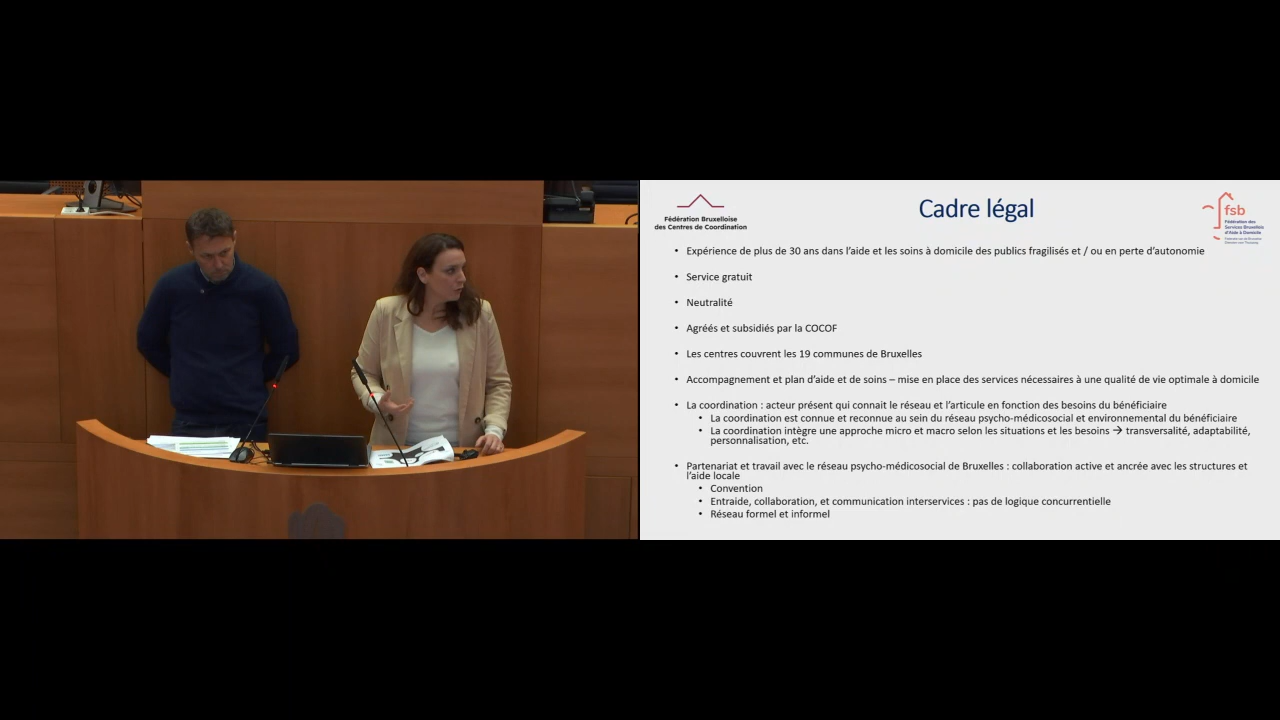 Fédération Bruxelloise
des Centres de Coordination
Cadre légal
fsb
Fédération des
Services Bruxellois
d'Aide à Domicile
• Expérience de plus de 30 ans dans l'aide et les soins à domicile des publics fragilisés et / ou en perte d'autonomie
• Service gratuit
• Neutralité
• Agréés et subsidiés par la COCOF
• Les centres couvrent les 19 communes de Bruxelles
• Accompagnement et plan d'aide et de soins – mise en place des services nécessaires à une qualité de vie optimale à domicile
• La coordination : acteur présent qui connait le réseau et l'articule en fonction des besoins du bénéficiaire
• La coordination est connue et reconnue au sein du réseau psycho-médicosocial et environnemental du bénéficiaire
• La coordination intègre une approche micro et macro selon les situations et les besoins → transversalité, adaptabilité,
personnalisation, etc.
• Partenariat et travail avec le réseau psycho-médicosocial de Bruxelles : collaboration active et ancrée avec les structures et
l'aide locale
• Convention
• Entraide, collaboration, et communication interservices : pas de logique concurrentielle
• Réseau formel et informel